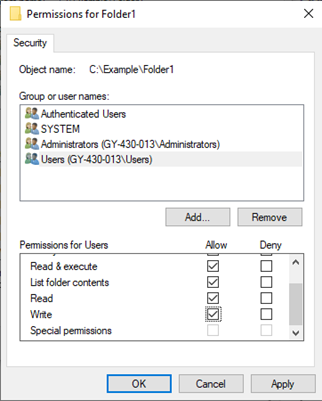 Permissions for Folder1
Security
Object name: C:\Example\Folder1
Group or user names:
Authenticated Users
SYSTEM
Administrators (GY-430-013\Administrators)
Users (GY-430-013\Users)
Add... Remove
Permissions for Users Allow Deny
Read & execute
List folder contents
Read
Write
Special permissions
OK Cancel Apply